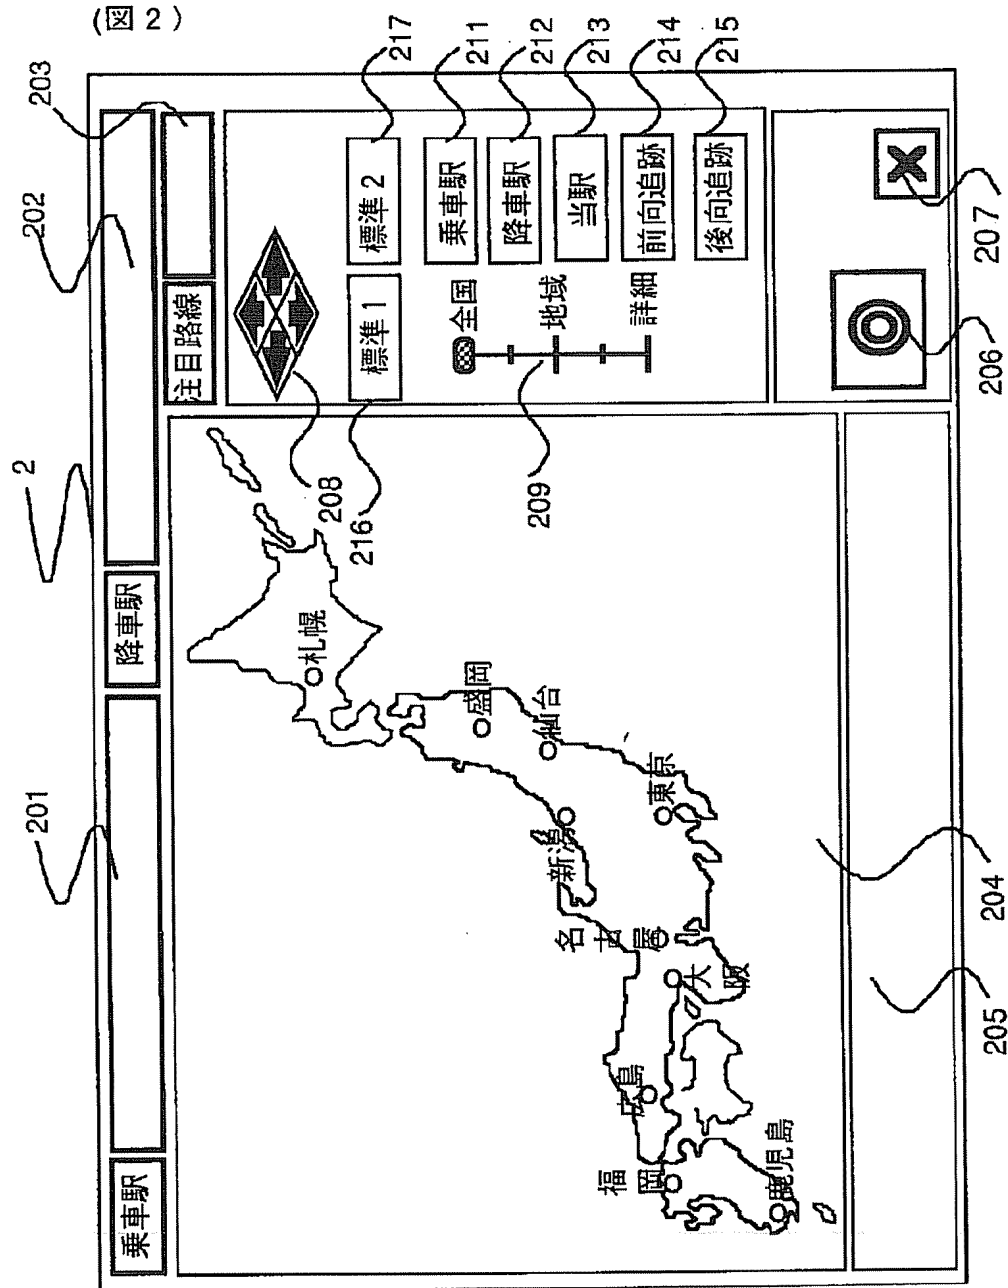 (図２)
2
201
202
203
乗車駅
降車駅
注目路線
208
標準１
標準２
216
217
全国
地域
詳細
209
乗車駅
211
降車駅
212
当駅
213
前向追跡
214
後向追跡
215
札幌
盛岡
仙台
新潟
東京
名古屋
大阪
広島
福岡
鹿児島
204
205
206
207